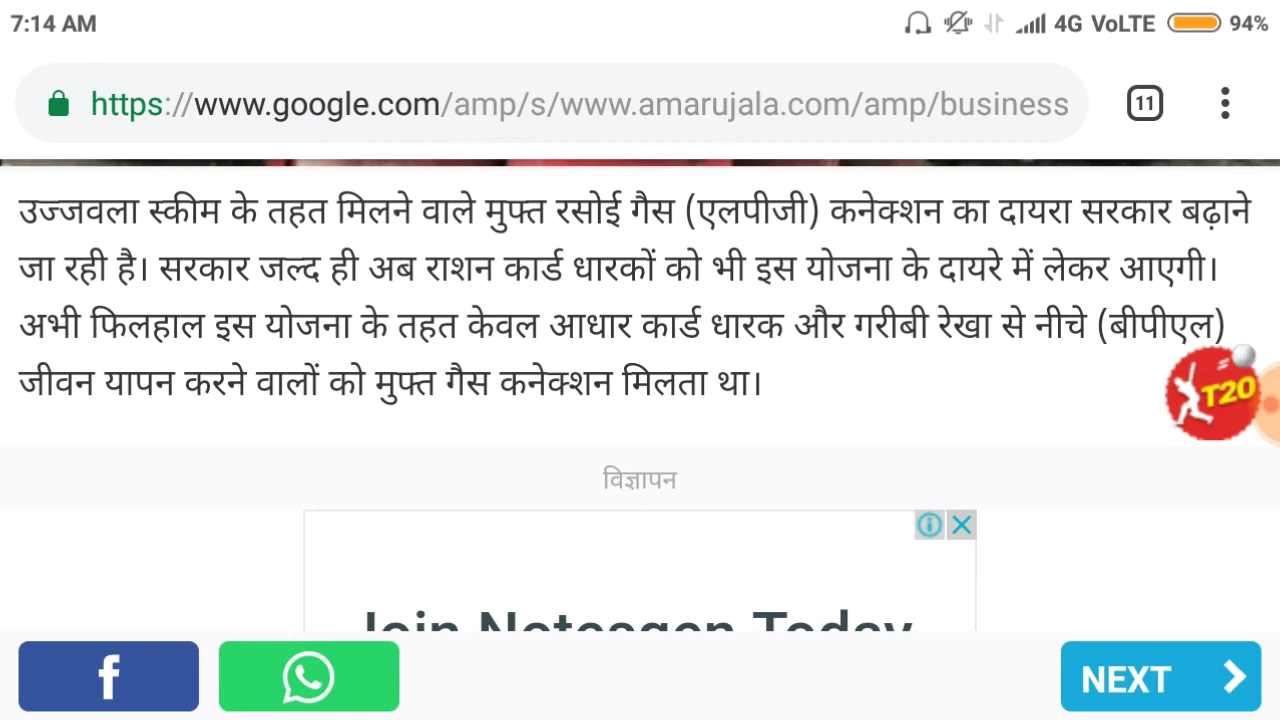 7:14 AM 4G VoLTE 94%
https://www.google.com/amp/s/www.amarujala.com/amp/business 11
उज्जवला स्कीम के तहत मिलने वाले मुफ्त रसोई गैस (एलपीजी) कनेक्शन का दायरा सरकार बढ़ाने
जा रही है। सरकार जल्द ही अब राशन कार्ड धारकों को भी इस योजना के दायरे में लेकर आएगी।
अभी फिलहाल इस योजना के तहत केवल आधार कार्ड धारक और गरीबी रेखा से नीचे (बीपीएल)
T20
जीवन यापन करने वालों को मुफ्त गैस कनेक्शन मिलता था।
विज्ञापन
Join Notesgen Today
NEXT